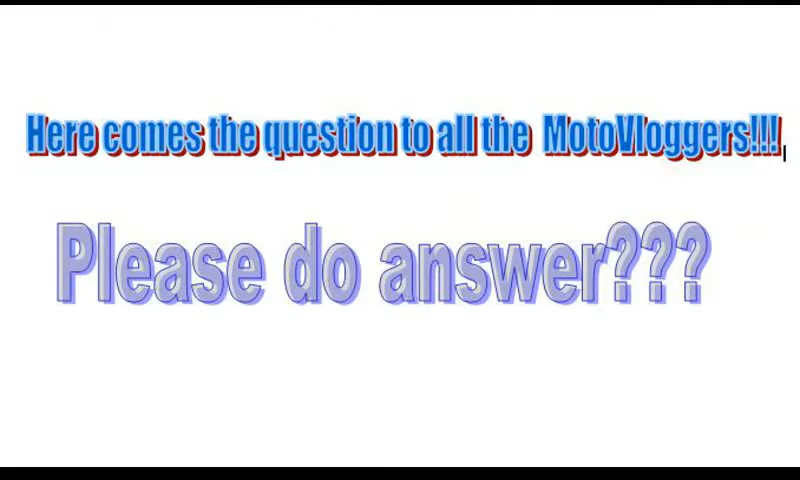 Here comes the question to all the MotoVloggers!!!
Please do answer???